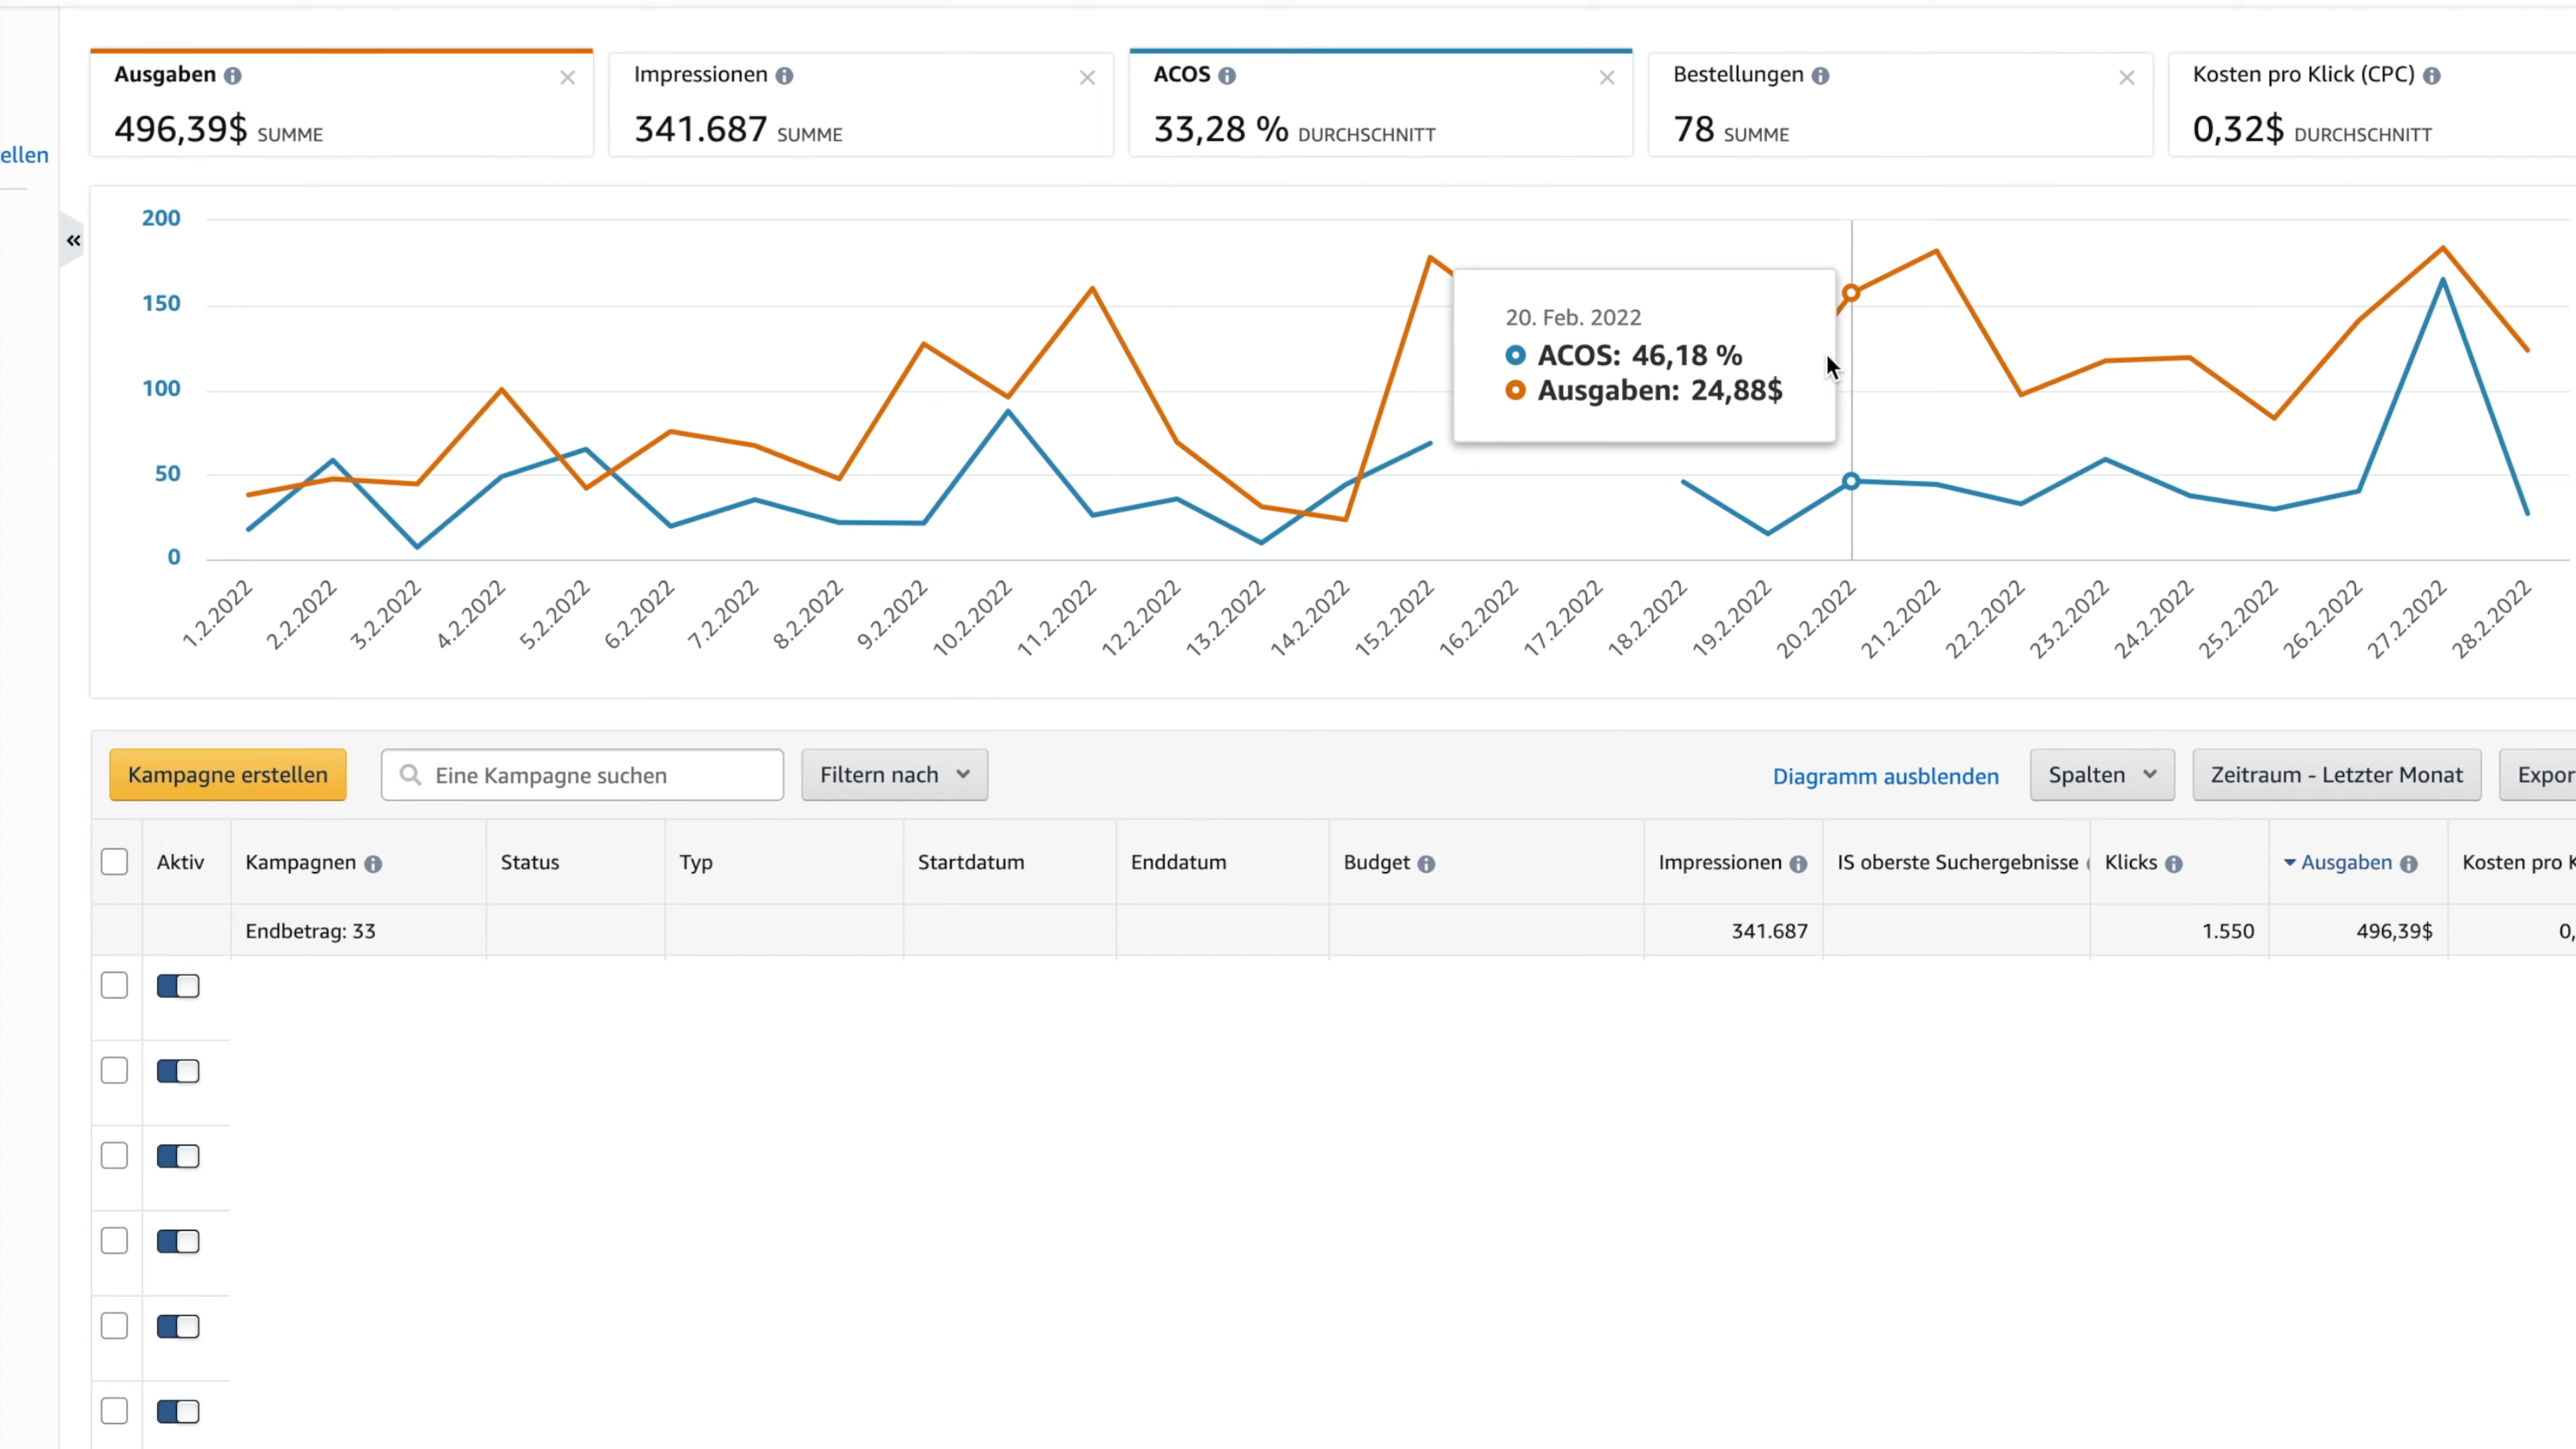 Ausgaben
496,39$ SUMME
Impressionen
341.687 SUMME
ACOS
33,28 % DURCHSCHNITT
Bestellungen
78 SUMME
Kosten pro Klick (CPC)
0,32$ DURCHSCHNITT
ellen
«
200
150
100
50
0
20. Feb. 2022
ACOS: 46,18 %
Ausgaben: 24,88$
1.2.2022
2.2.2022
3.2.2022
4.2.2022
5.2.2022
6.2.2022
7.2.2022
8.2.2022
9.2.2022
10.2.2022
11.2.2022
12.2.2022
13.2.2022
14.2.2022
15.2.2022
16.2.2022
17.2.2022
18.2.2022
19.2.2022
20.2.2022
21.2.2022
22.2.2022
23.2.2022
24.2.2022
25.2.2022
26.2.2022
27.2.2022
28.2.2022
Kampagne erstellen
Eine Kampagne suchen
Filtern nach
Diagramm ausblenden
Spalten
Zeitraum - Letzter Monat
Expor
Aktiv
Kampagnen
Status
Typ
Startdatum
Enddatum
Budget
Impressionen
IS oberste Suchergebnisse
Klicks
Ausgaben
Kosten pro K
Endbetrag: 33
341.687
1.550
496,39$
0,